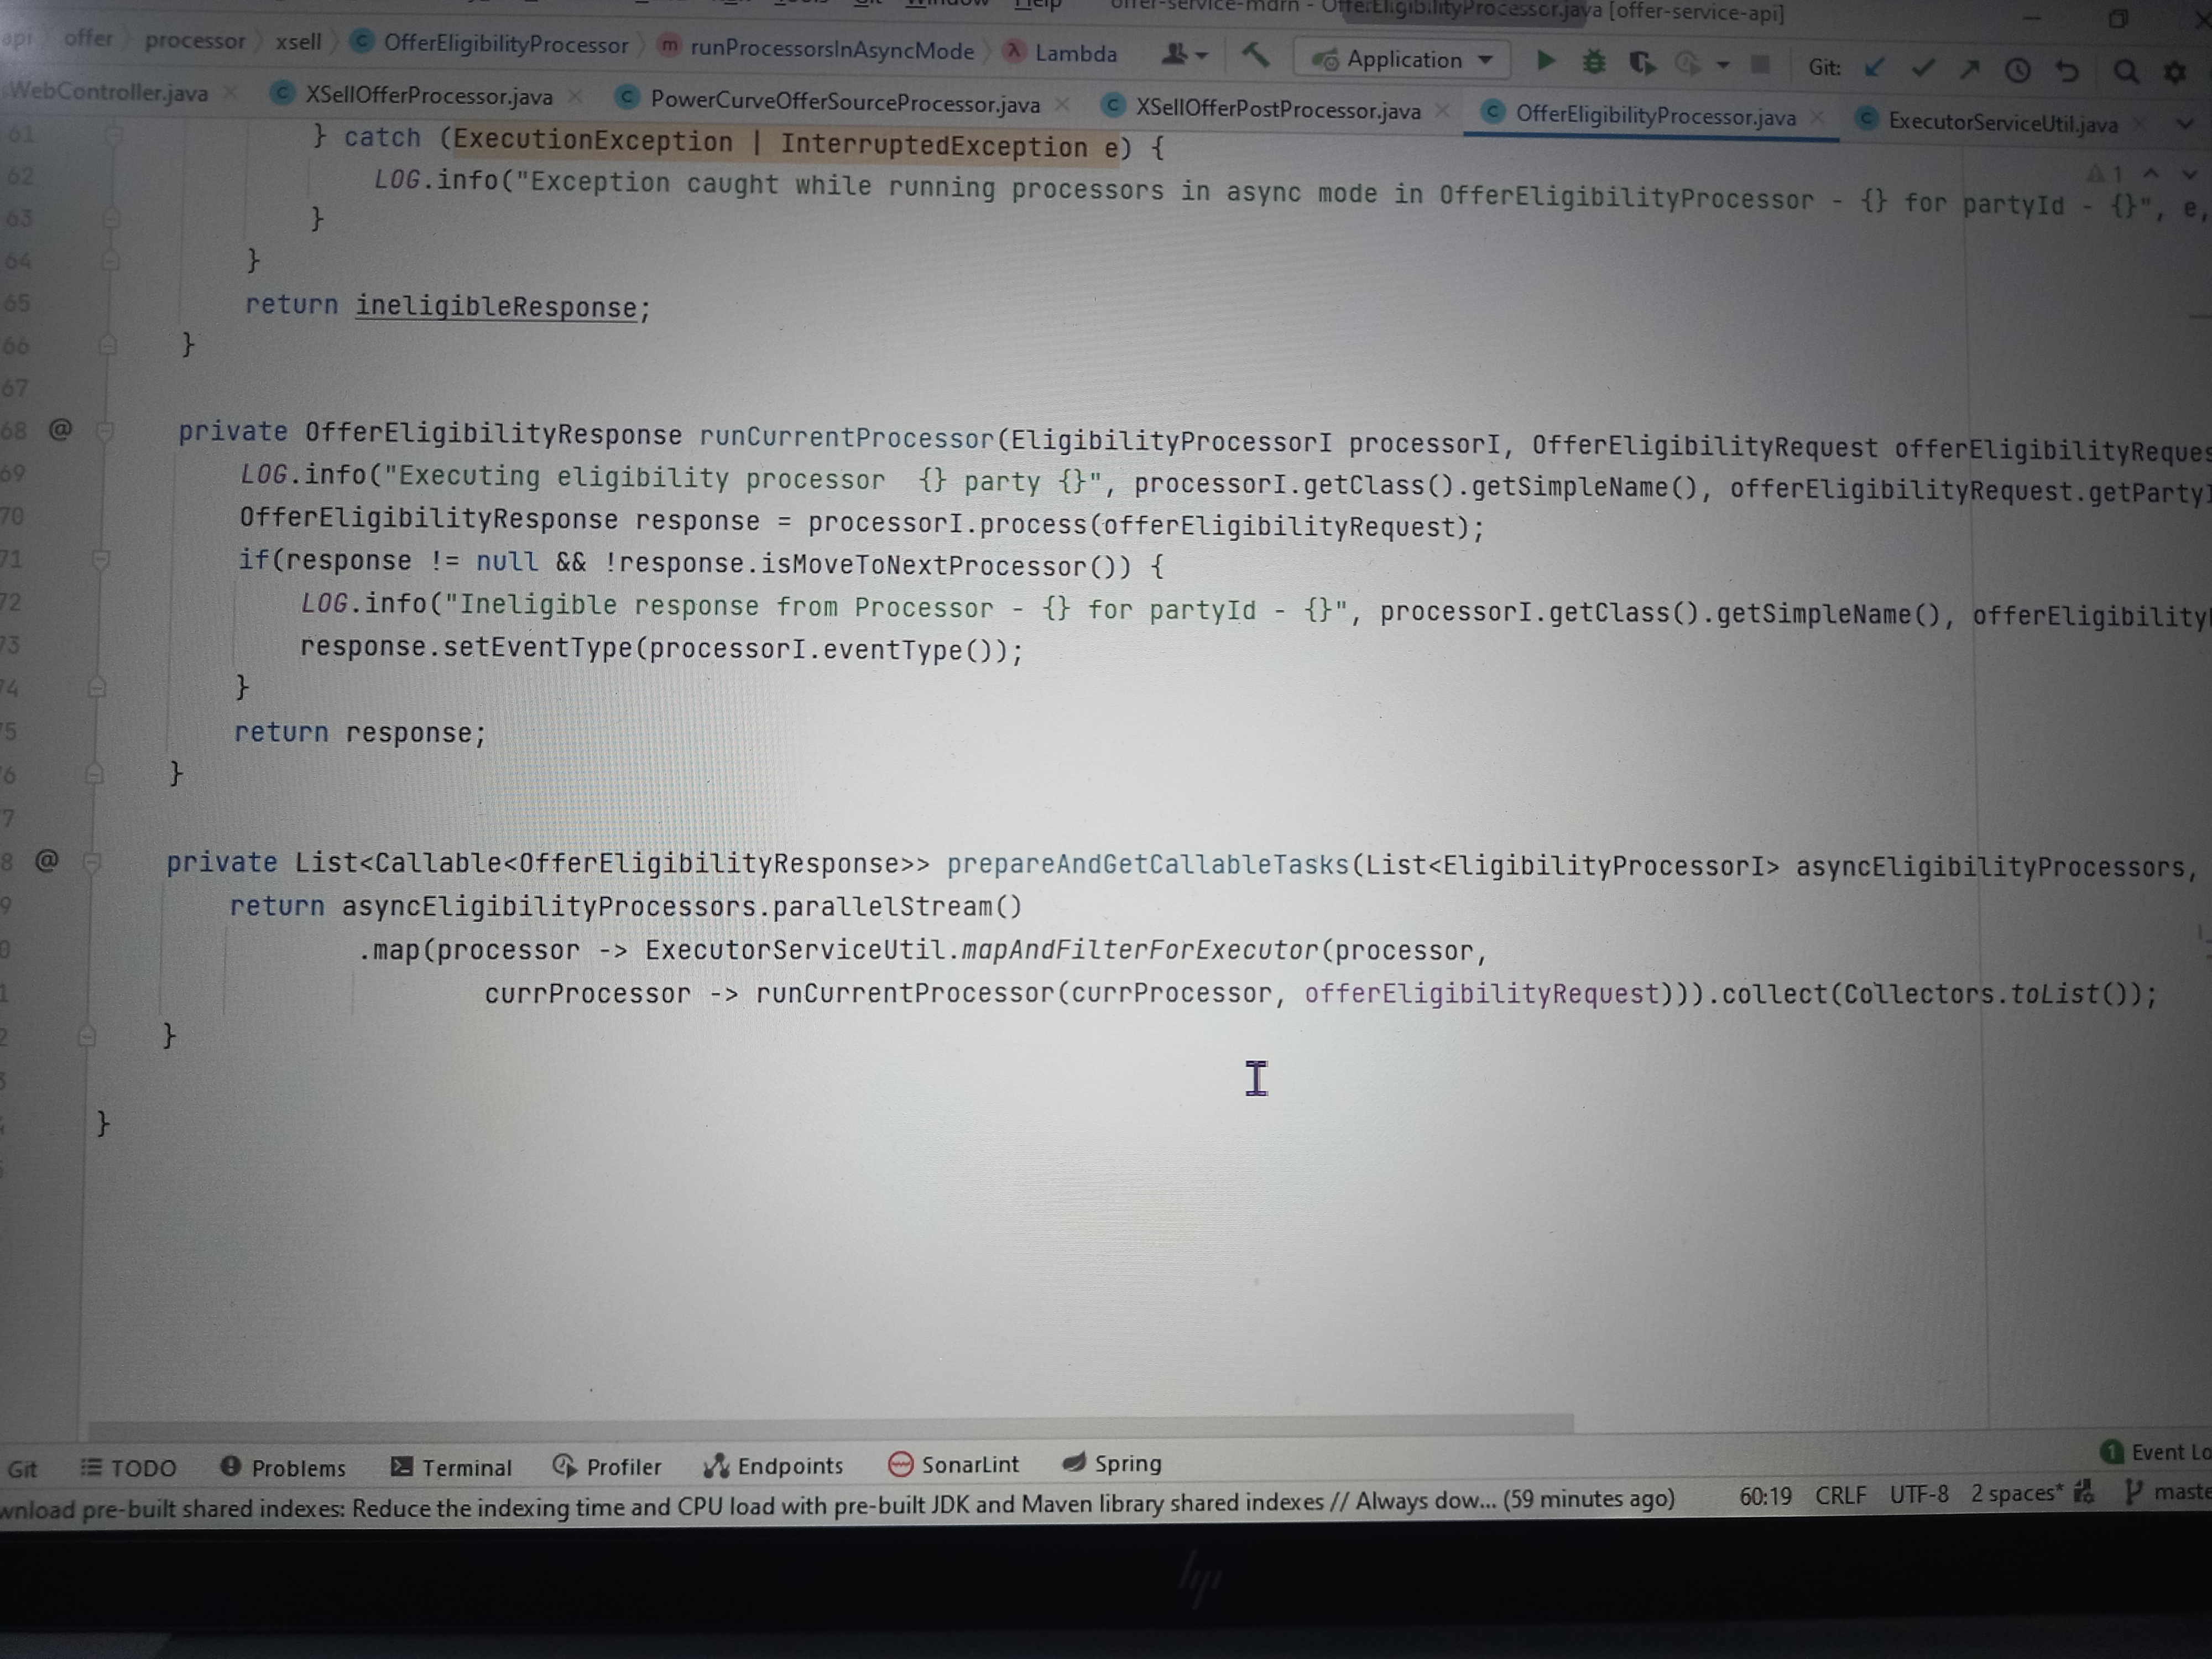 Git Window Help offer-service-mdrn - OfferEligibilityProcessor.java [offer-service-api]
api offer processor xsell OfferEligibilityProcessor runProcessorsInAsyncMode Lambda Application Git:
WebController.java XSellOfferProcessor.java PowerCurveOfferSourceProcessor.java XSellOfferPostProcessor.java OfferEligibilityProcessor.java ExecutorServiceUtil.java
61 } catch (ExecutionException | InterruptedException e) {
62 LOG.info("Exception caught while running processors in async mode in OfferEligibilityProcessor - {} for partyId - {}", e,
1
63 }
64 }
65 return ineligibleResponse;
66 }
67
68 @ private OfferEligibilityResponse runCurrentProcessor(EligibilityProcessorI processorI, OfferEligibilityRequest offerEligibilityReques
69 LOG.info("Executing eligibility processor  {} party {}", processorI.getClass().getSimpleName(), offerEligibilityRequest.getPartyI
70 OfferEligibilityResponse response = processorI.process(offerEligibilityRequest);
71 if(response != null && !response.isMoveToNextProcessor()) {
72 LOG.info("Ineligible response from Processor - {} for partyId - {}", processorI.getClass().getSimpleName(), offerEligibilityR
73 response.setEventType(processorI.eventType());
4 }
5 return response;
6 }
7
8 @ private List<Callable<OfferEligibilityResponse>> prepareAndGetCallableTasks(List<EligibilityProcessorI> asyncEligibilityProcessors,
9 return asyncEligibilityProcessors.parallelStream()
0 .map(processor -> ExecutorServiceUtil.mapAndFilterForExecutor(processor,
1 currProcessor -> runCurrentProcessor(currProcessor, offerEligibilityRequest))).collect(Collectors.toList());
2 }
}
Git TODO Problems Terminal Profiler Endpoints SonarLint Spring 1 Event Lo
wnload pre-built shared indexes: Reduce the indexing time and CPU load with pre-built JDK and Maven library shared indexes // Always dow... (59 minutes ago) 60:19 CRLF UTF-8 2 spaces* maste
hp